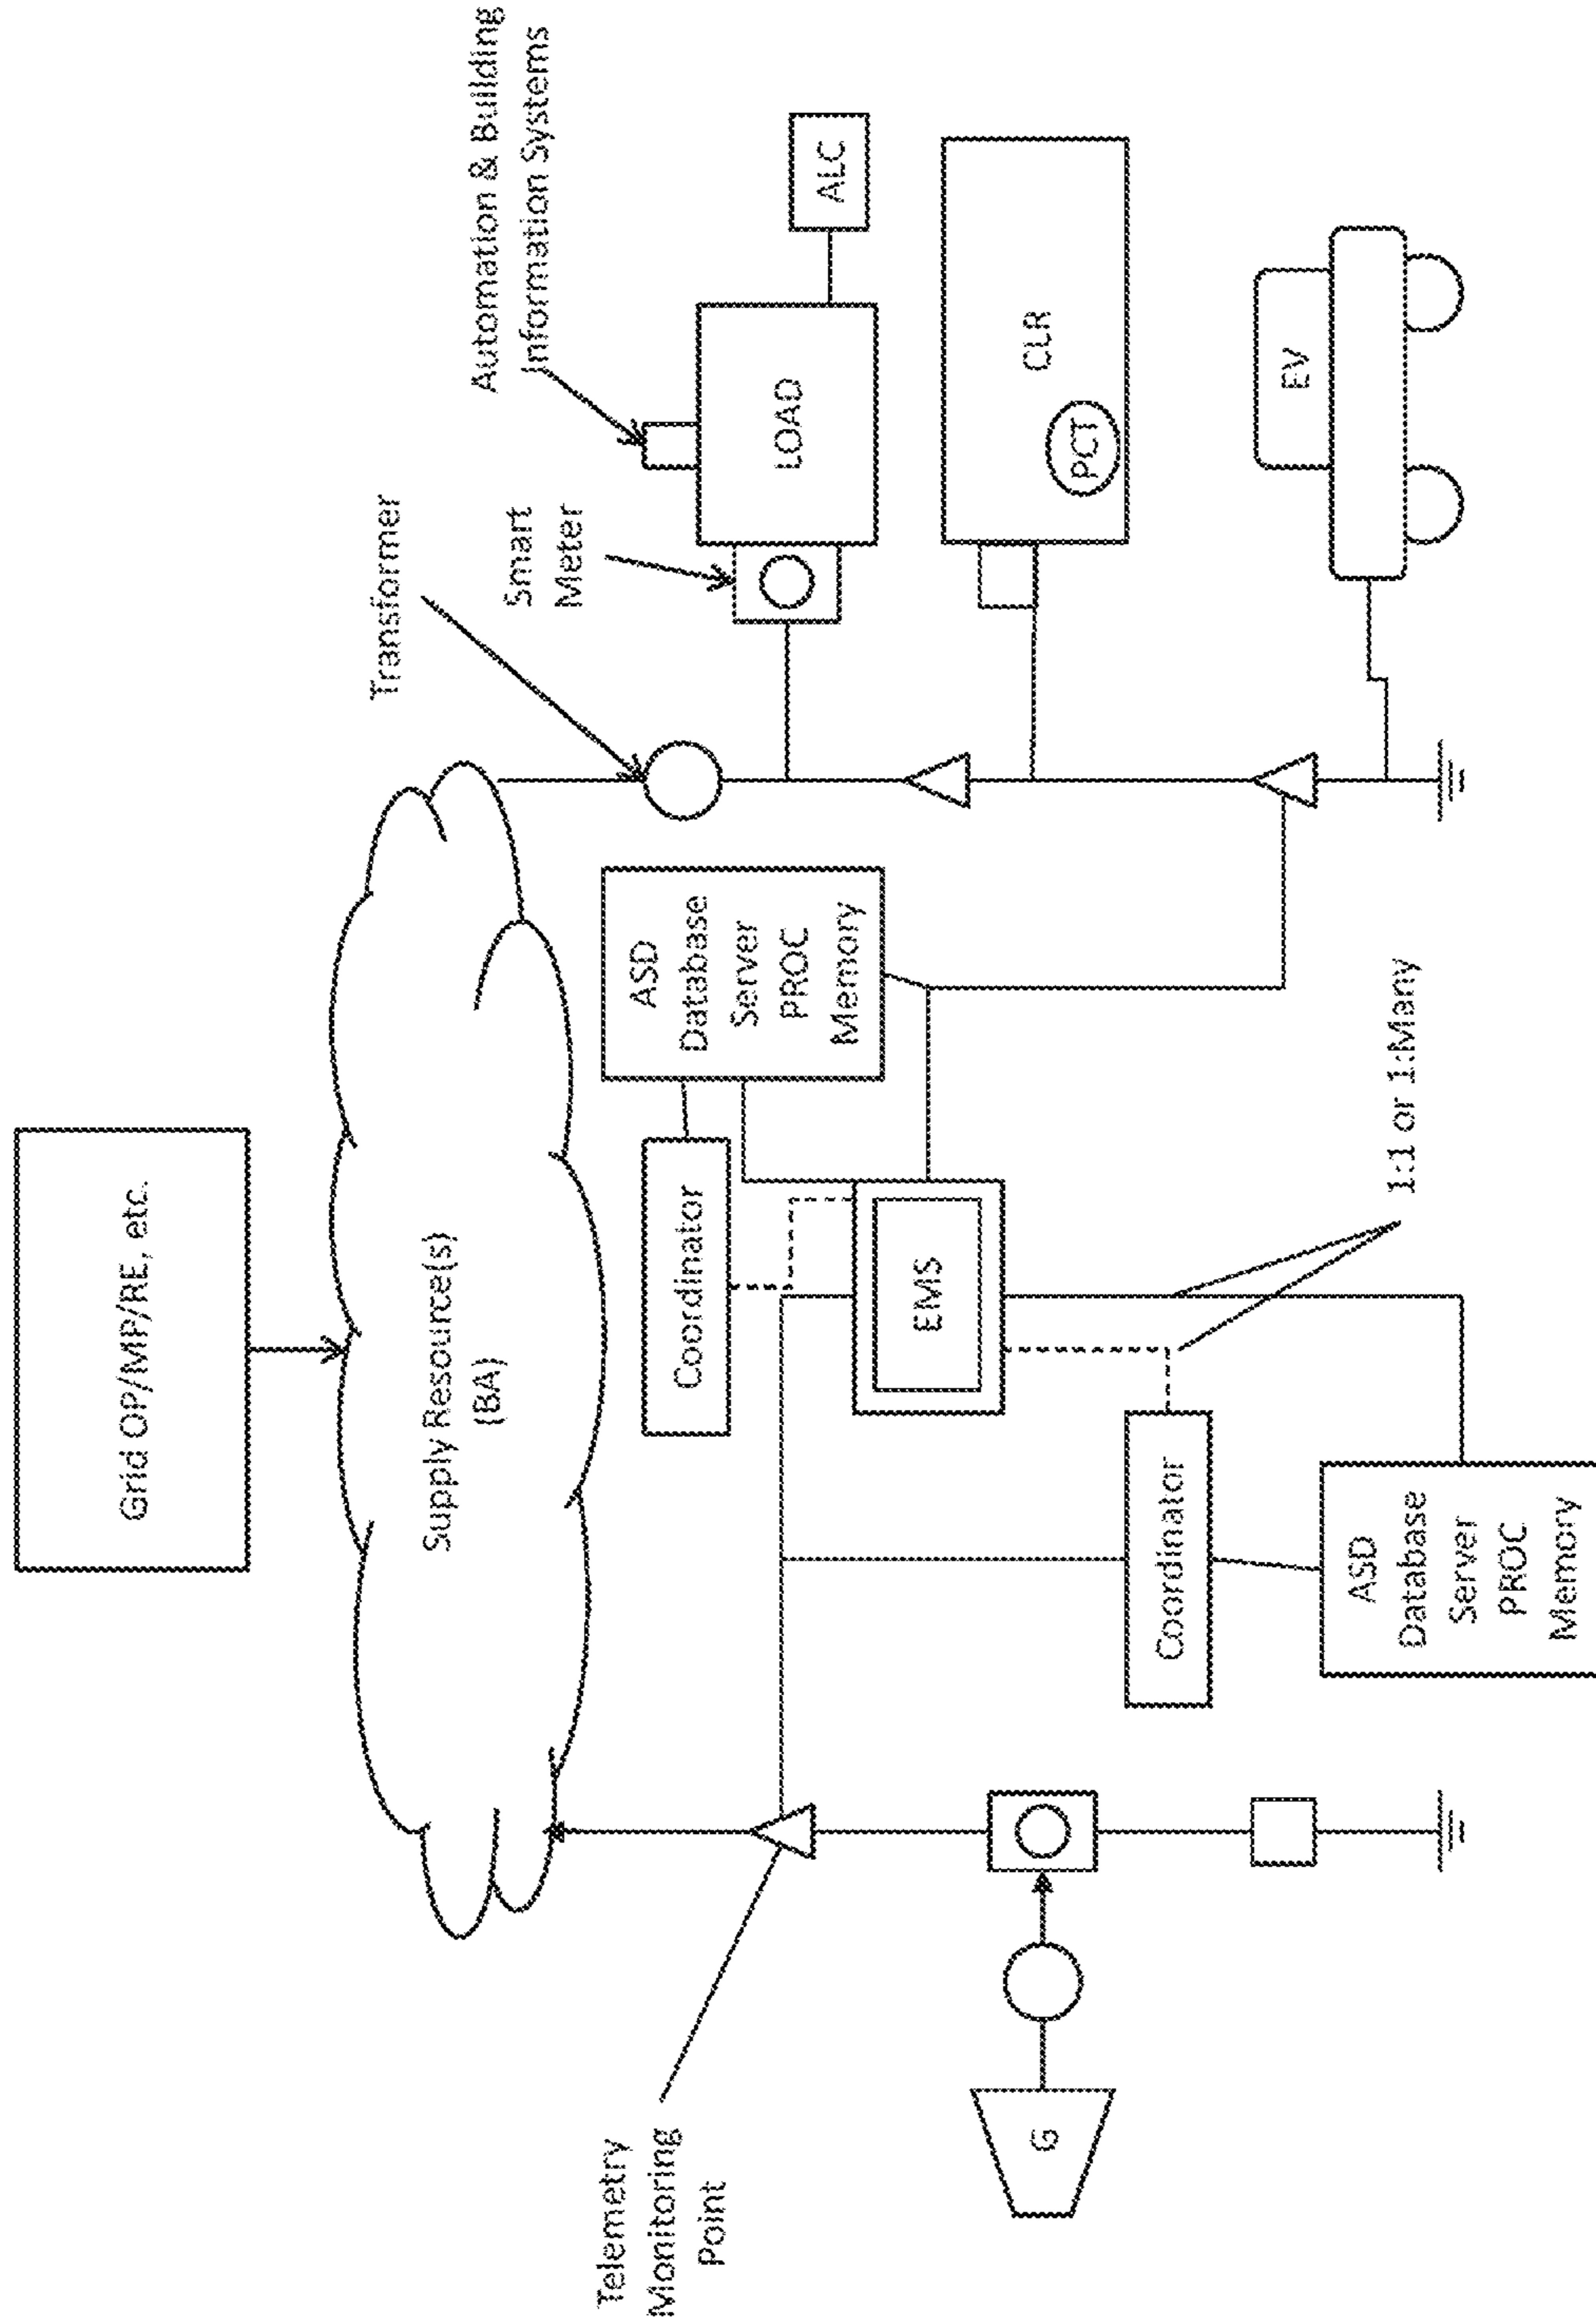 Grid OP/MP/RE, etc.
Supply Resource(s)
(BA)
Telemetry
Monitoring
Point
G
Coordinator
EMS
Coordinator
ASD
Database
Server
PROC
Memory
ASD
Database
Server
PROC
Memory
1:1 or 1:Many
Transformer
Smart
Meter
Automation & Building
Information Systems
LOAD
ALC
CLR
PCT
EV